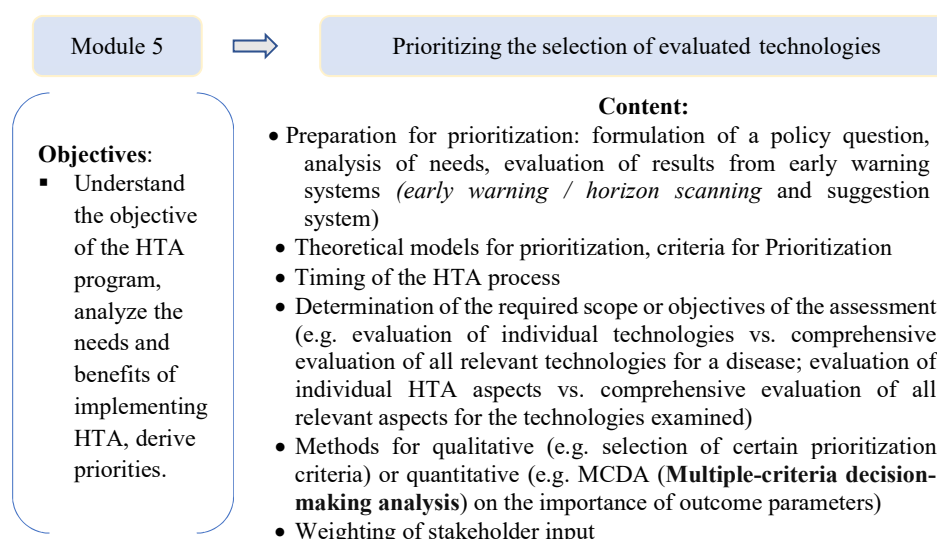 Module 5
Prioritizing the selection of evaluated technologies
Objectives:
▪ Understand
the objective
of the HTA
program,
analyze the
needs and
benefits of
implementing
HTA, derive
priorities.
Content:
• Preparation for prioritization: formulation of a policy question,
analysis of needs, evaluation of results from early warning
systems (early warning / horizon scanning and suggestion
system)
• Theoretical models for prioritization, criteria for Prioritization
• Timing of the HTA process
• Determination of the required scope or objectives of the assessment
(e.g. evaluation of individual technologies vs. comprehensive
evaluation of all relevant technologies for a disease; evaluation of
individual HTA aspects vs. comprehensive evaluation of all
relevant aspects for the technologies examined)
• Methods for qualitative (e.g. selection of certain prioritization
criteria) or quantitative (e.g. MCDA (Multiple-criteria decision-
making analysis) on the importance of outcome parameters)
• Weighting of stakeholder input